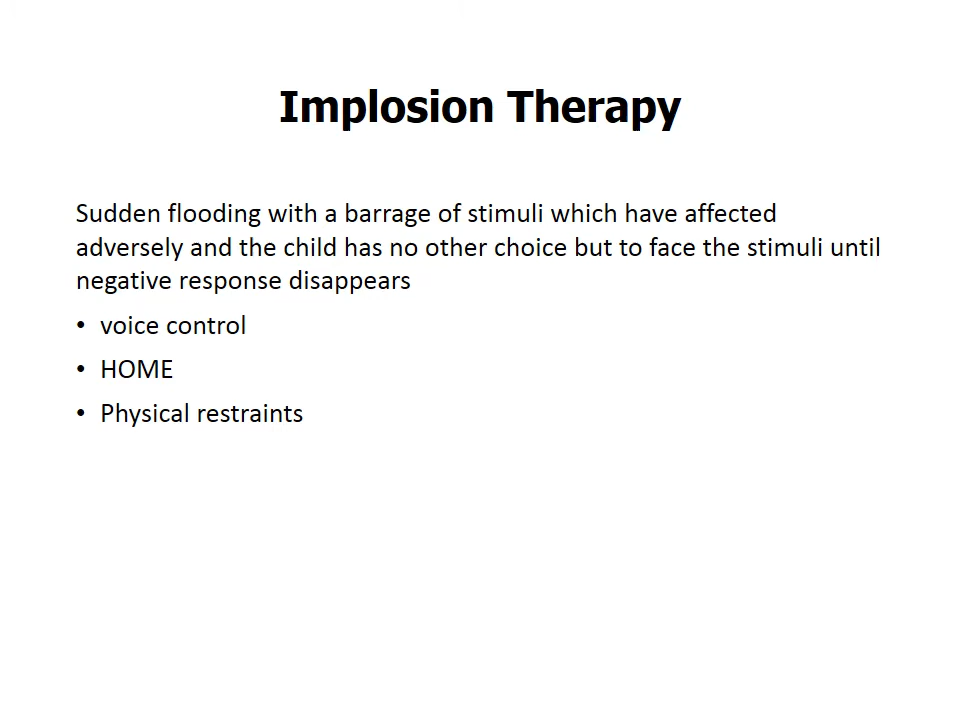 Implosion Therapy
Sudden flooding with a barrage of stimuli which have affected
adversely and the child has no other choice but to face the stimuli until
negative response disappears
• voice control
• HOME
• Physical restraints